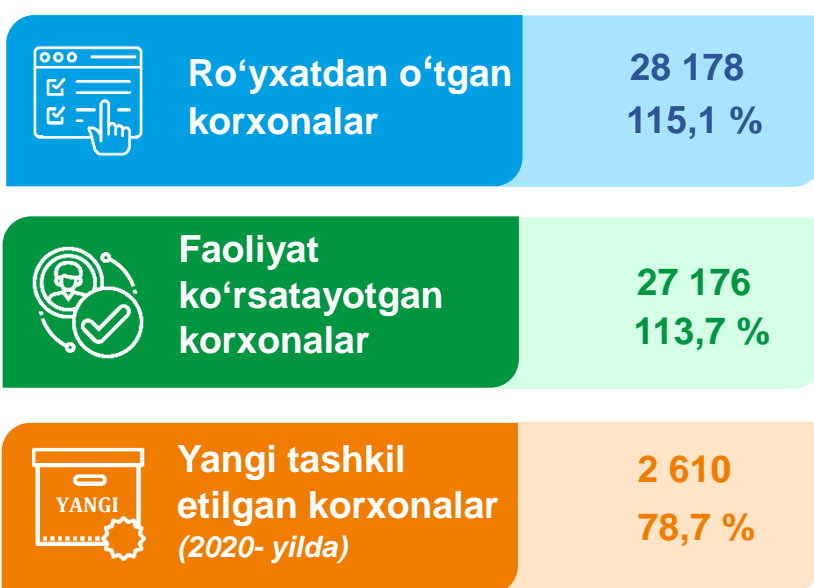 Ro‘yxatdan o‘tgan
korxonalar
28 178
115,1 %
Faoliyat
ko‘rsatayotgan
korxonalar
27 176
113,7 %
YANGI
Yangi tashkil
etilgan korxonalar
(2020- yilda)
2 610
78,7 %